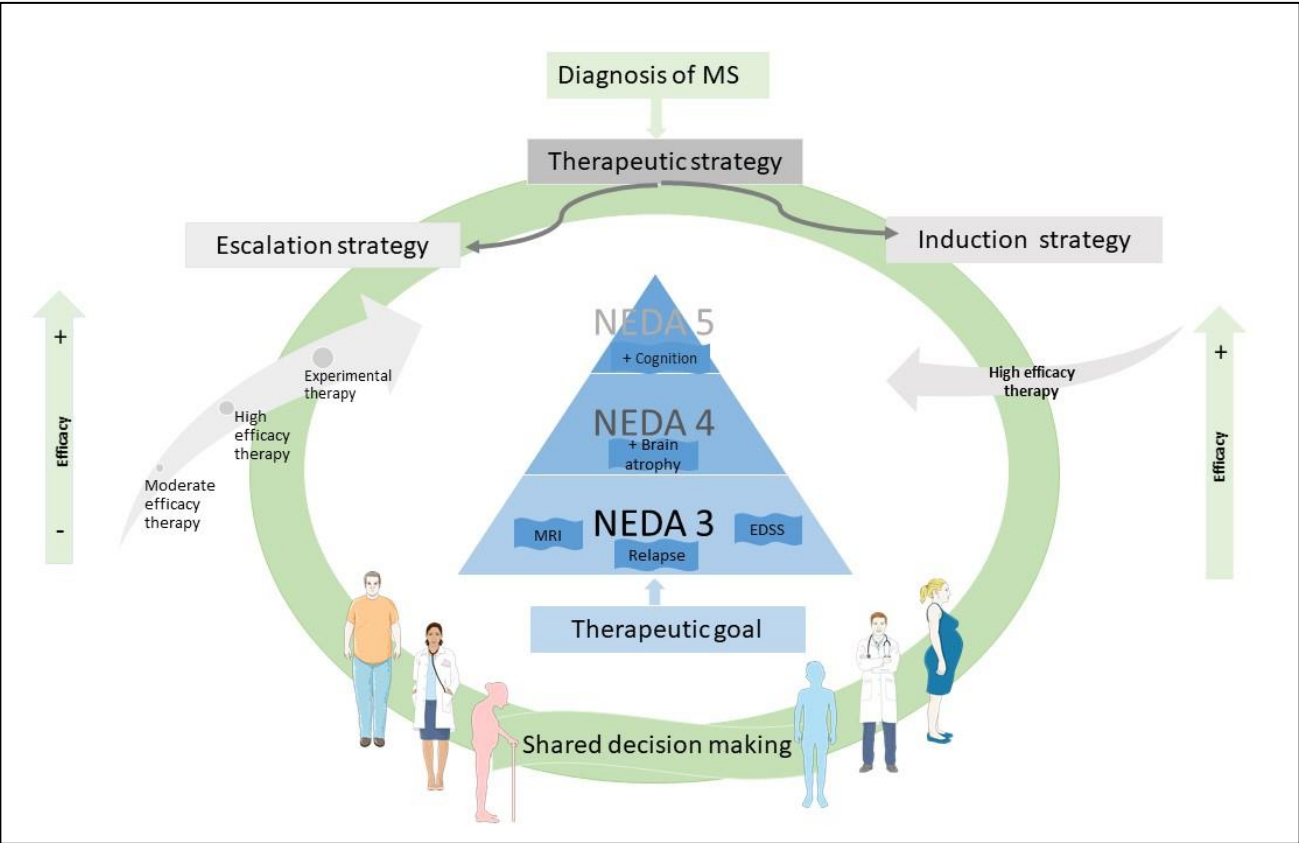 Diagnosis of MS
Therapeutic strategy
Escalation strategy
Induction strategy
NEDA 5
+ Cognition
NEDA 4
+ Brain
atrophy
NEDA 3
MRI
Relapse
EDSS
Therapeutic goal
+
Efficacy
-
Experimental
therapy
High
efficacy
therapy
Moderate
efficacy
therapy
High efficacy
therapy
+
Efficacy
Shared decision making